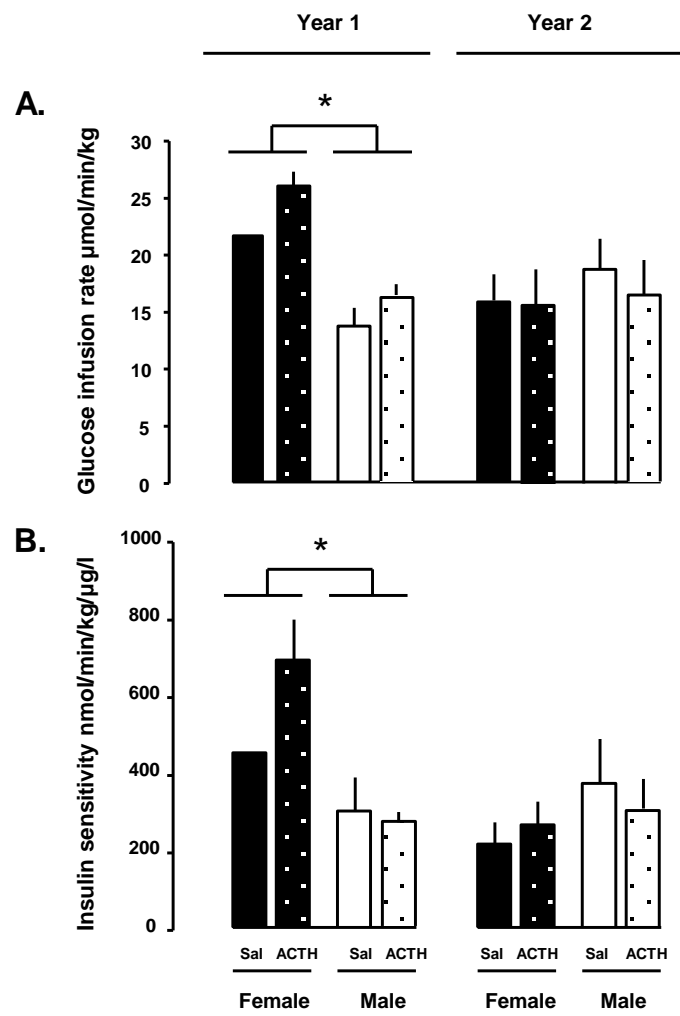 Year 1 Year 2
A.
*
Glucose infusion rate µmol/min/kg
30
25
20
15
10
5
0
B.
*
Insulin sensitivity nmol/min/kg/µg/l
1000
800
600
400
200
0
Sal ACTH Sal ACTH Sal ACTH Sal ACTH
Female Male Female Male